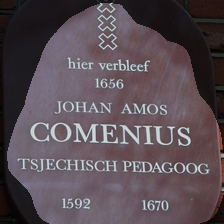 hier verbleef
1656
JOHAN AMOS
COMENIUS
TSJECHISCH PEDAGOOG
1592 1670